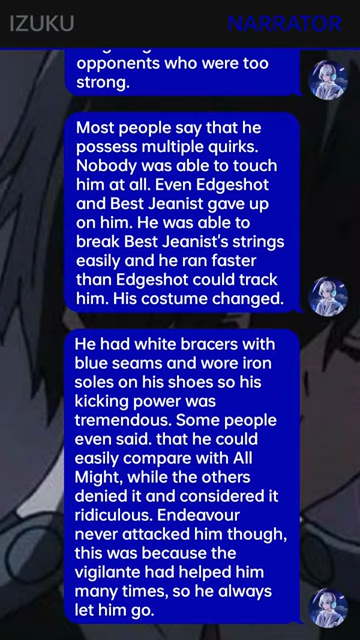 IZUKU
NARRATOR
opponents who were too
strong.
Most people say that he
possess multiple quirks.
Nobody was able to touch
him at all. Even Edgeshot
and Best Jeanist gave up
on him. He was able to
break Best Jeanist's strings
easily and he ran faster
than Edgeshot could track
him. His costume changed.
He had white bracers with
blue seams and wore iron
soles on his shoes so his
kicking power was
tremendous. Some people
even said. that he could
easily compare with All
Might, while the others
denied it and considered it
ridiculous. Endeavour
never attacked him though,
this was because the
vigilante had helped him
many times, so he always
let him go.